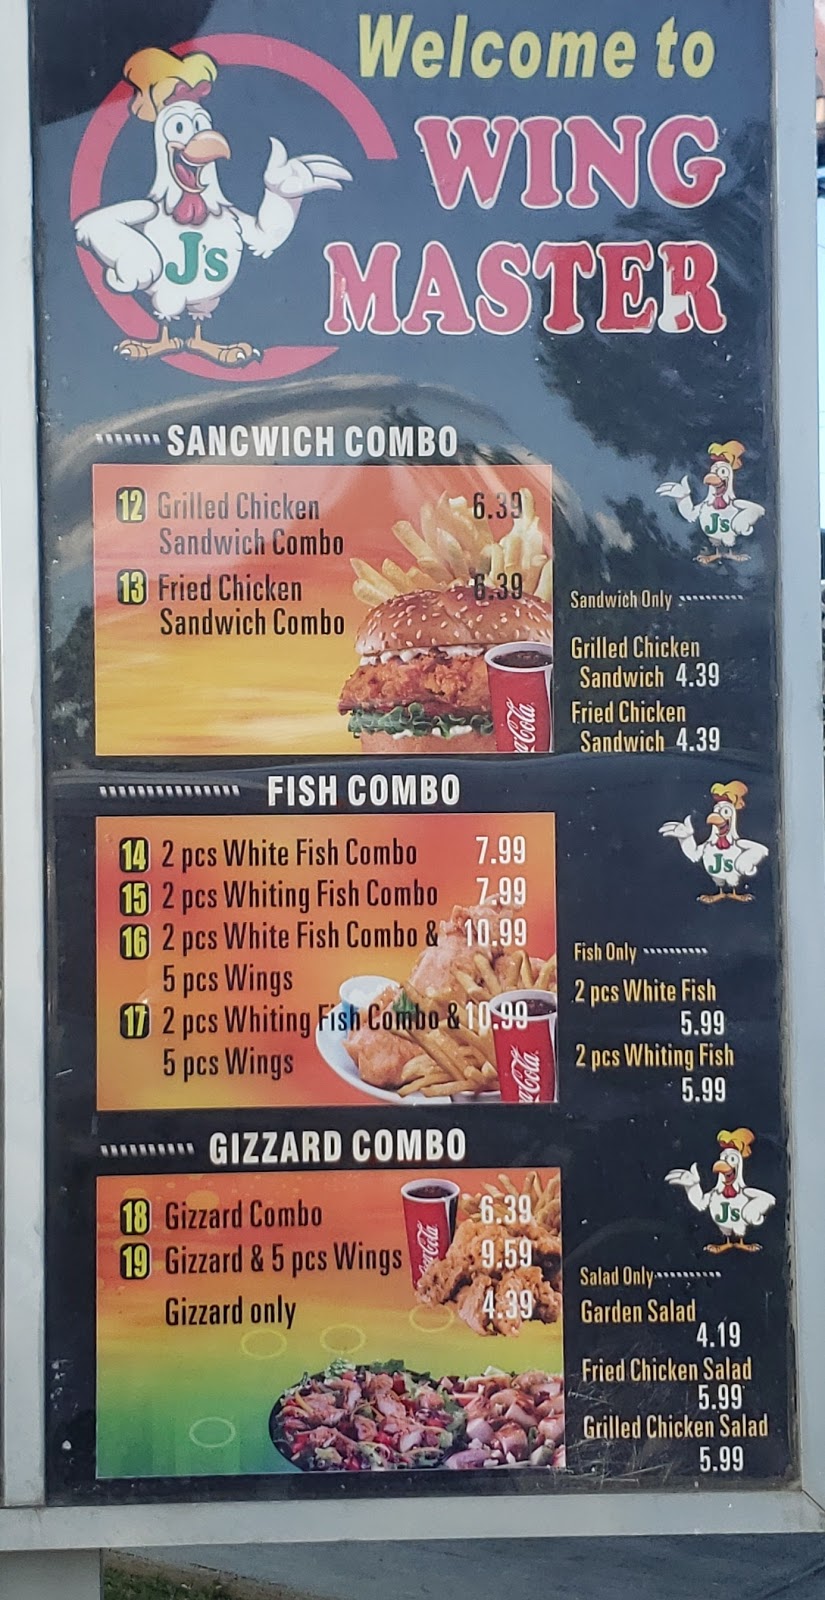 Welcome to
WING
MASTER
J's
SANCWICH COMBO
12 Grilled Chicken 6.39
Sandwich Combo
13 Fried Chicken 6.39
Sandwich Combo
Coca-Cola
J's
Sandwich Only
Grilled Chicken
Sandwich 4.39
Fried Chicken
Sandwich 4.39
FISH COMBO
14 2 pcs White Fish Combo 7.99
15 2 pcs Whiting Fish Combo 7.99
16 2 pcs White Fish Combo & 10.99
5 pcs Wings
17 2 pcs Whiting Fish Combo & 10.99
5 pcs Wings
Coca-Cola
J's
Fish Only
2 pcs White Fish
5.99
2 pcs Whiting Fish
5.99
GIZZARD COMBO
18 Gizzard Combo 6.39
19 Gizzard & 5 pcs Wings 9.59
Gizzard only 4.39
Coca-Cola
J's
Salad Only
Garden Salad
4.19
Fried Chicken Salad
5.99
Grilled Chicken Salad
5.99